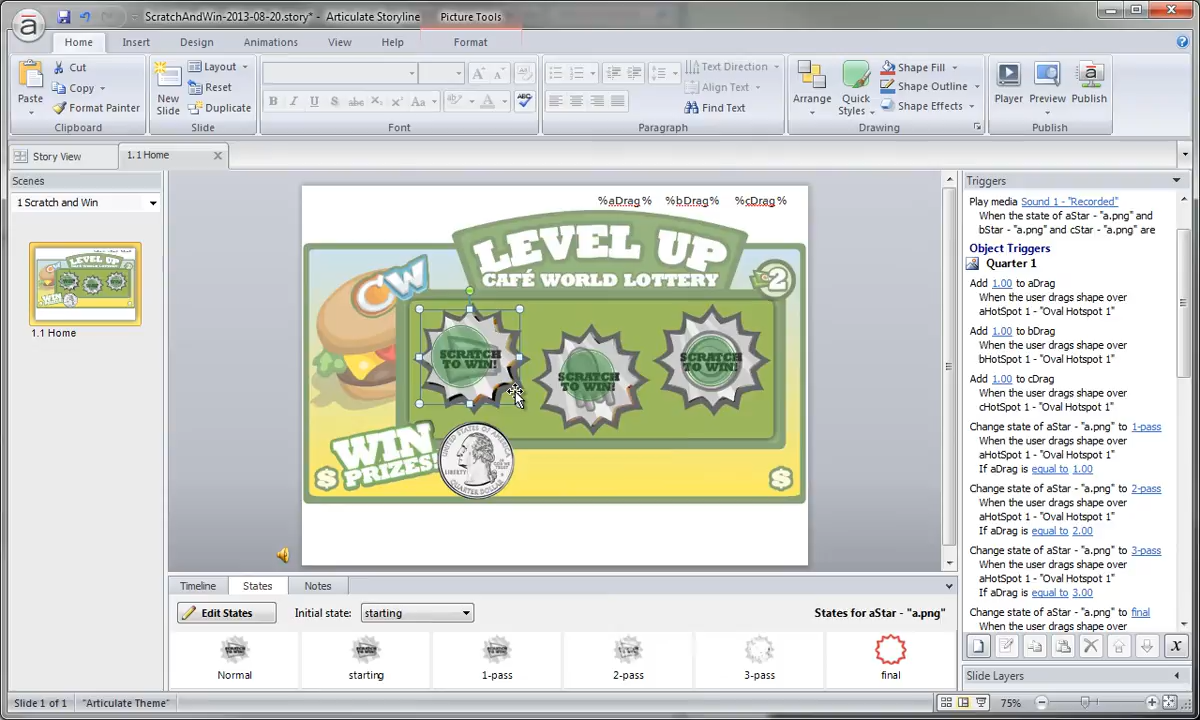 ScratchAndWin-2013-08-20.story* - Articulate Storyline
Picture Tools
Home
Insert
Design
Animations
View
Help
Format
Paste
Cut
Copy
Format Painter
Clipboard
New Slide
Layout
Reset
Duplicate
Slide
Font
Text Direction
Align Text
Find Text
Paragraph
Arrange
Quick Styles
Shape Fill
Shape Outline
Shape Effects
Drawing
Player
Preview
Publish
Publish
Story View
1.1 Home
Scenes
1 Scratch and Win
1.1 Home
%aDrag%
%bDrag%
%cDrag%
LEVEL UP
CAFÉ WORLD LOTTERY
CW
2
SCRATCH
TO WIN!
SCRATCH
TO WIN!
SCRATCH
TO WIN!
WIN
PRIZES!
$
$
UNITED STATES OF AMERICA
LIBERTY
QUARTER DOLLAR
Triggers
Play media Sound 1 - "Recorded"
When the state of aStar - "a.png" and
bStar - "a.png" and cStar - "a.png" are
Object Triggers
Quarter 1
Add 1.00 to aDrag
When the user drags shape over
aHotSpot 1 - "Oval Hotspot 1"
Add 1.00 to bDrag
When the user drags shape over
bHotSpot 1 - "Oval Hotspot 1"
Add 1.00 to cDrag
When the user drags shape over
cHotSpot 1 - "Oval Hotspot 1"
Change state of aStar - "a.png" to 1-pass
When the user drags shape over
aHotSpot 1 - "Oval Hotspot 1"
If aDrag is equal to 1.00
Change state of aStar - "a.png" to 2-pass
When the user drags shape over
aHotSpot 1 - "Oval Hotspot 1"
If aDrag is equal to 2.00
Change state of aStar - "a.png" to 3-pass
When the user drags shape over
aHotSpot 1 - "Oval Hotspot 1"
If aDrag is equal to 3.00
Change state of aStar - "a.png" to final
When the user drags shape over
Slide Layers
Timeline
States
Notes
Edit States
Initial state:
starting
States for aStar - "a.png"
Normal
starting
1-pass
2-pass
3-pass
final
Slide 1 of 1
"Articulate Theme"
75%